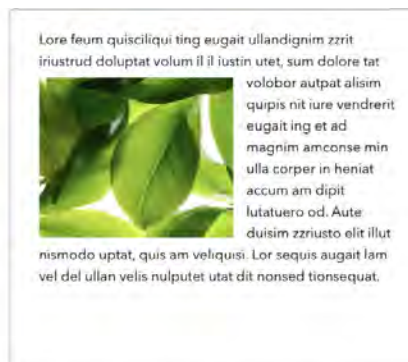 Lore feum quisciliqui ting eugait ullandignim zzrit
iriustrud doluptat volum il il iustin utet, sum dolore tat
volobor autpat alisim
quipis nit iure vendrerit
eugait ing et ad
magnim amconse min
ulla corper in heniat
accum am dipit
lutatuero od. Aute
duisim zzriusto elit illut
nismodo uptat, quis am veliquisi. Lor sequis augait lam
vel del ullan velis nulputet utat dit nonsed tionsequat.